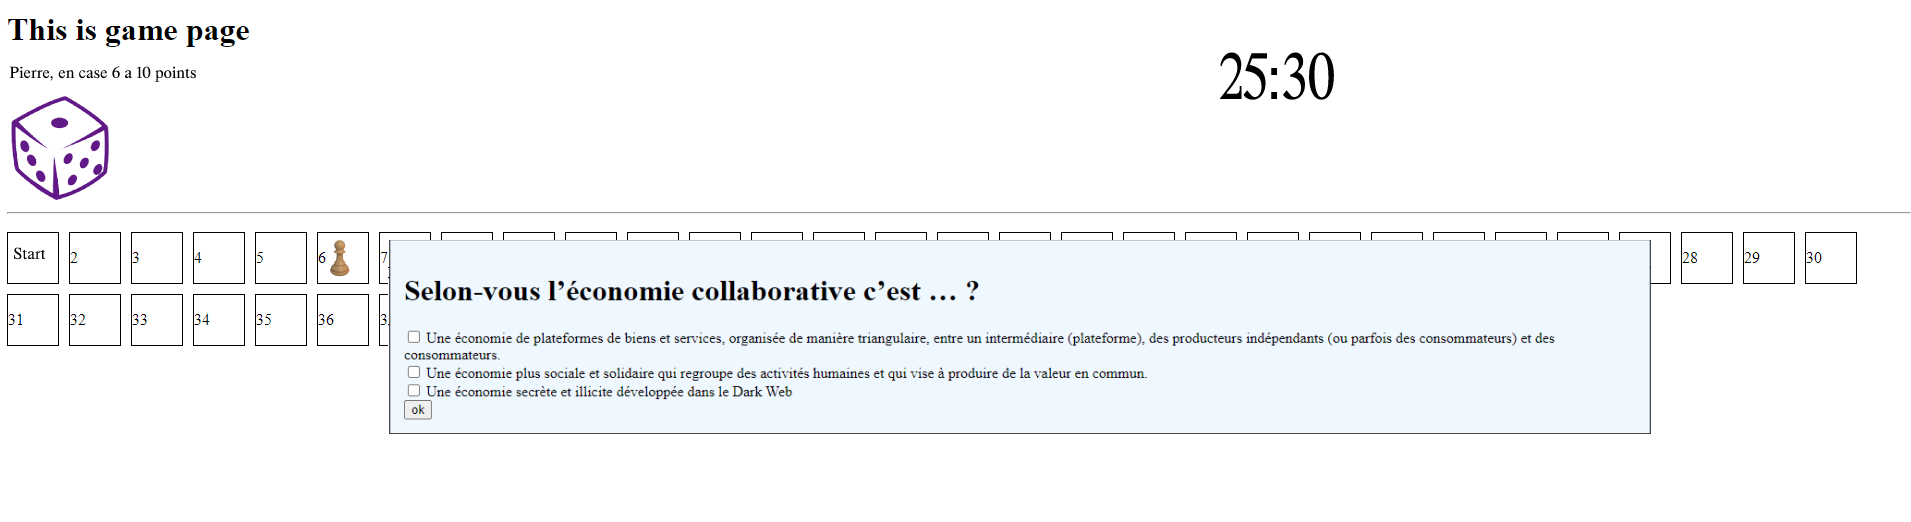 This is game page
Pierre, en case 6 a 10 points
25:30
Start 2 3 4 5 6 7 28 29 30
Selon-vous l’économie collaborative c’est … ?
31 32 33 34 35 36
Une économie de plateformes de biens et services, organisée de manière triangulaire, entre un intermédiaire (plateforme), des producteurs indépendants (ou parfois des consommateurs) et des
consommateurs.
Une économie plus sociale et solidaire qui regroupe des activités humaines et qui vise à produire de la valeur en commun.
Une économie secrète et illicite développée dans le Dark Web
ok